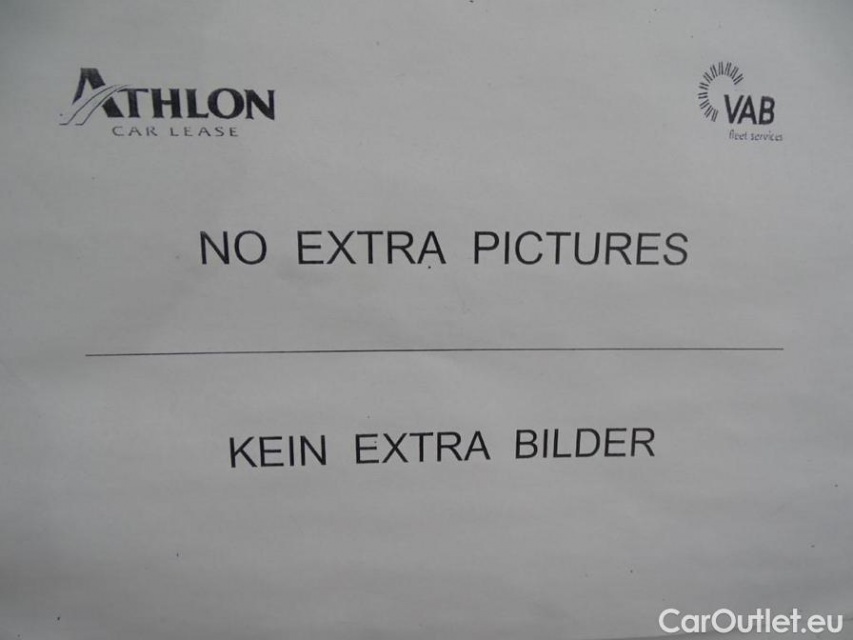 ATHLON
CAR LEASE
VAB
fleet services
NO EXTRA PICTURES
KEIN EXTRA BILDER
CarOutlet.eu